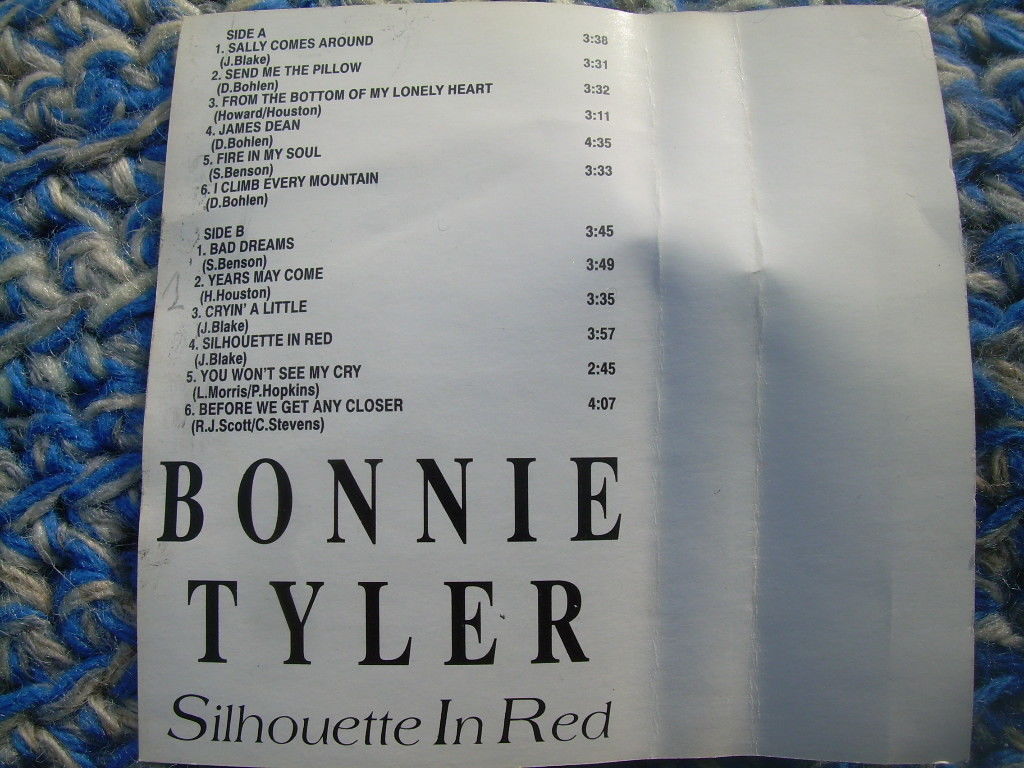 SIDE A
1. SALLY COMES AROUND 3:38
(J.Blake)
2. SEND ME THE PILLOW 3:31
(D.Bohlen)
3. FROM THE BOTTOM OF MY LONELY HEART 3:32
(Howard/Houston)
4. JAMES DEAN 3:11
(D.Bohlen)
5. FIRE IN MY SOUL 4:35
(S.Benson)
6. I CLIMB EVERY MOUNTAIN 3:33
(D.Bohlen)
SIDE B
1. BAD DREAMS 3:45
(S.Benson)
2. YEARS MAY COME 3:49
(H.Houston)
3. CRYIN' A LITTLE 3:35
(J.Blake)
4. SILHOUETTE IN RED 3:57
(J.Blake)
5. YOU WON'T SEE MY CRY 2:45
(L.Morris/P.Hopkins)
6. BEFORE WE GET ANY CLOSER 4:07
(R.J.Scott/C.Stevens)
BONNIE
TYLER
Silhouette In Red